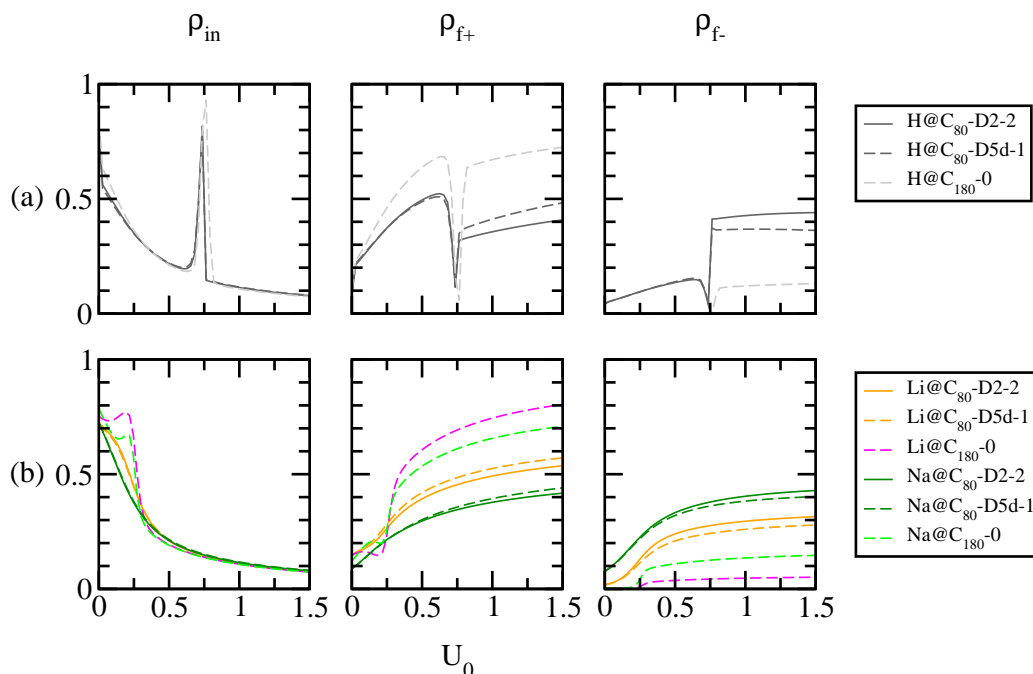 ρin ρf+ ρf-
1
0.5
0
(a)
H@C80-D2-2
H@C80-D5d-1
H@C180-0
1
0.5
0
(b)
Li@C80-D2-2
Li@C80-D5d-1
Li@C180-0
Na@C80-D2-2
Na@C80-D5d-1
Na@C180-0
0 0.5 1 1.5 0 0.5 1 1.5 0 0.5 1 1.5
U0